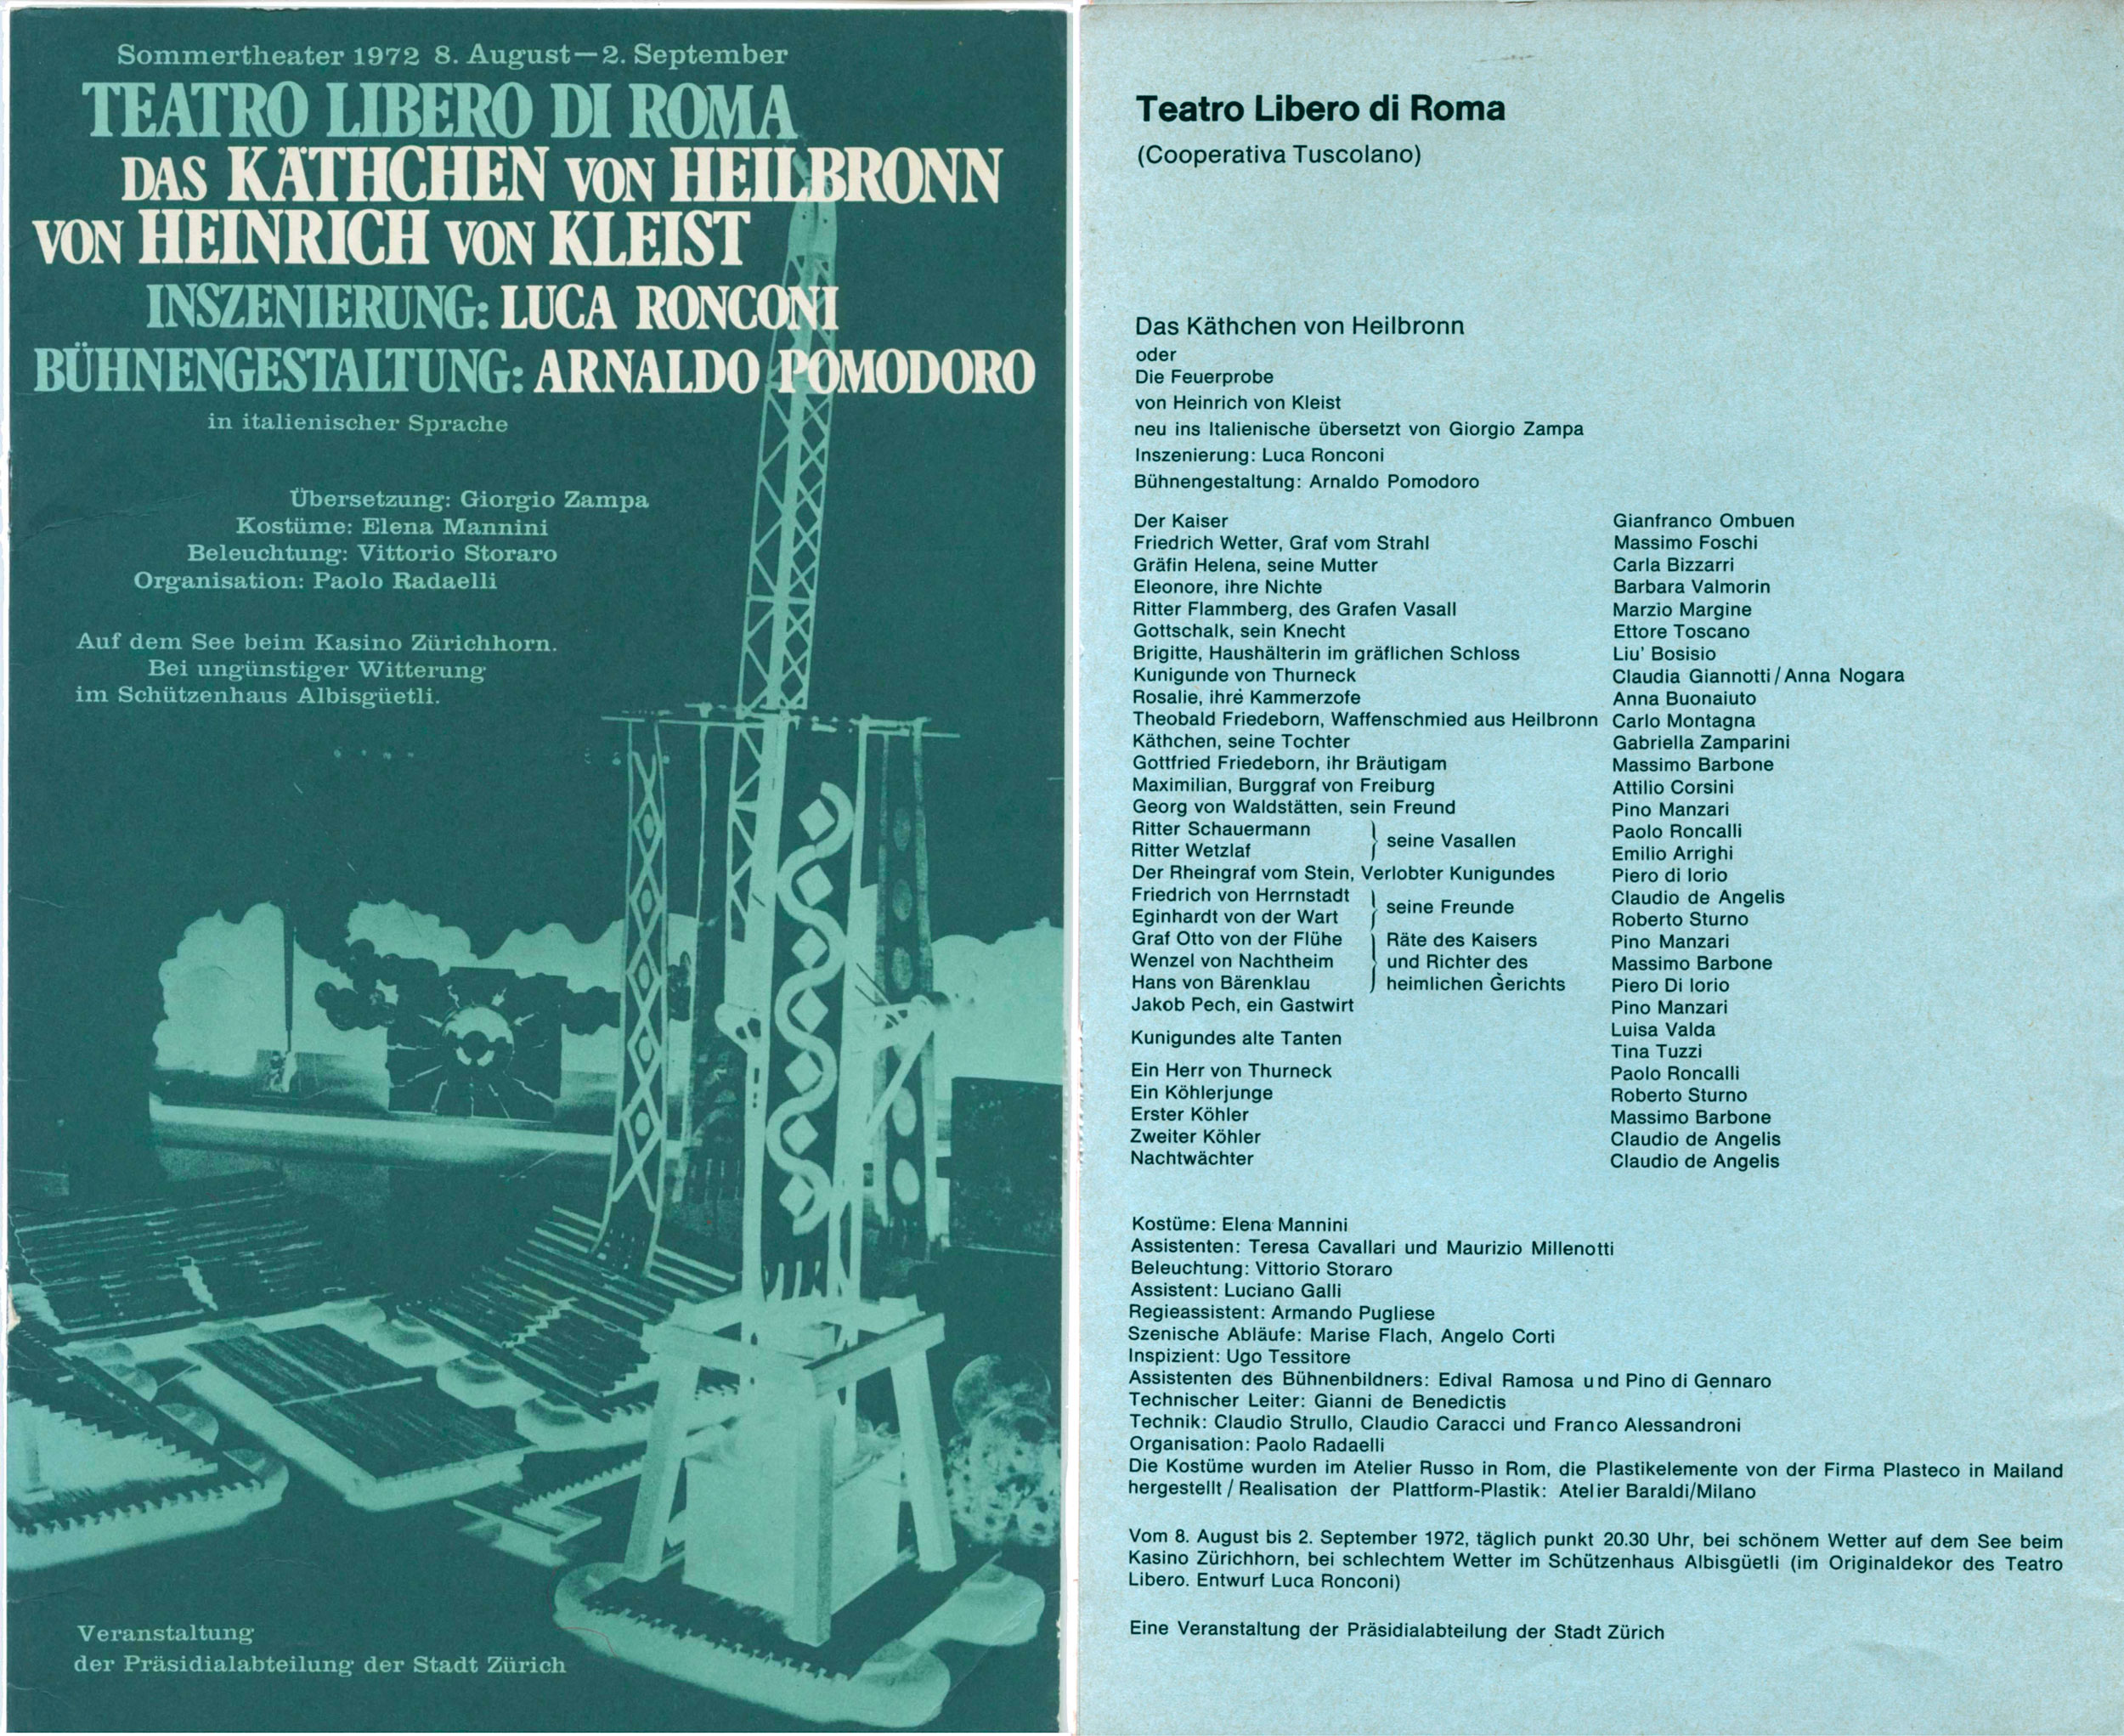 Sommertheater 1972 8. August—2. September
TEATRO LIBERO DI ROMA
DAS KÄTHCHEN VON HEILBRONN
VON HEINRICH VON KLEIST
INSZENIERUNG: LUCA RONCONI
BÜHNENGESTALTUNG: ARNALDO POMODORO
in italienischer Sprache
Übersetzung: Giorgio Zampa
Kostüme: Elena Mannini
Beleuchtung: Vittorio Storaro
Organisation: Paolo Radaelli
Auf dem See beim Kasino Zürichhorn.
Bei ungünstiger Witterung
im Schützenhaus Albisgüetli.
Veranstaltung
der Präsidialabteilung der Stadt Zürich
Teatro Libero di Roma
(Cooperativa Tuscolano)
Das Käthchen von Heilbronn
oder
Die Feuerprobe
von Heinrich von Kleist
neu ins Italienische übersetzt von Giorgio Zampa
Inszenierung: Luca Ronconi
Bühnengestaltung: Arnaldo Pomodoro
Der Kaiser Gianfranco Ombuen
Friedrich Wetter, Graf vom Strahl Massimo Foschi
Gräfin Helena, seine Mutter Carla Bizzarri
Eleonore, ihre Nichte Barbara Valmorin
Ritter Flammberg, des Grafen Vasall Marzio Margine
Gottschalk, sein Knecht Ettore Toscano
Brigitte, Haushälterin im gräflichen Schloss Liu' Bosisio
Kunigunde von Thurneck Claudia Giannotti/Anna Nogara
Rosalie, ihre Kammerzofe Anna Buonaiuto
Theobald Friedeborn, Waffenschmied aus Heilbronn Carlo Montagna
Käthchen, seine Tochter Gabriella Zamparini
Gottfried Friedeborn, ihr Bräutigam Massimo Barbone
Maximilian, Burggraf von Freiburg Attilio Corsini
Georg von Waldstätten, sein Freund Pino Manzari
Ritter Schauermann Paolo Roncalli
seine Vasallen
Ritter Wetzlaf Emilio Arrighi
Der Rheingraf vom Stein, Verlobter Kunigundes Piero di Iorio
Friedrich von Herrnstadt Claudio de Angelis
seine Freunde
Eginhardt von der Wart Roberto Sturno
Graf Otto von der Flühe Räte des Kaisers Pino Manzari
Wenzel von Nachtheim und Richter des Massimo Barbone
Hans von Bärenklau heimlichen Gerichts Piero Di Iorio
Jakob Pech, ein Gastwirt Pino Manzari
Luisa Valda
Kunigundes alte Tanten
Tina Tuzzi
Ein Herr von Thurneck Paolo Roncalli
Ein Köhlerjunge Roberto Sturno
Erster Köhler Massimo Barbone
Zweiter Köhler Claudio de Angelis
Nachtwächter Claudio de Angelis
Kostüme: Elena Mannini
Assistenten: Teresa Cavallari und Maurizio Millenotti
Beleuchtung: Vittorio Storaro
Assistent: Luciano Galli
Regieassistent: Armando Pugliese
Szenische Abläufe: Marise Flach, Angelo Corti
Inspizient: Ugo Tessitore
Assistenten des Bühnenbildners: Edival Ramosa und Pino di Gennaro
Technischer Leiter: Gianni de Benedictis
Technik: Claudio Strullo, Claudio Caracci und Franco Alessandroni
Organisation: Paolo Radaelli
Die Kostüme wurden im Atelier Russo in Rom, die Plastikelemente von der Firma Plasteco in Mailand
hergestellt / Realisation der Plattform-Plastik: Atelier Baraldi/Milano
Vom 8. August bis 2. September 1972, täglich punkt 20.30 Uhr, bei schönem Wetter auf dem See beim
Kasino Zürichhorn, bei schlechtem Wetter im Schützenhaus Albisgüetli (im Originaldekor des Teatro
Libero. Entwurf Luca Ronconi)
Eine Veranstaltung der Präsidialabteilung der Stadt Zürich